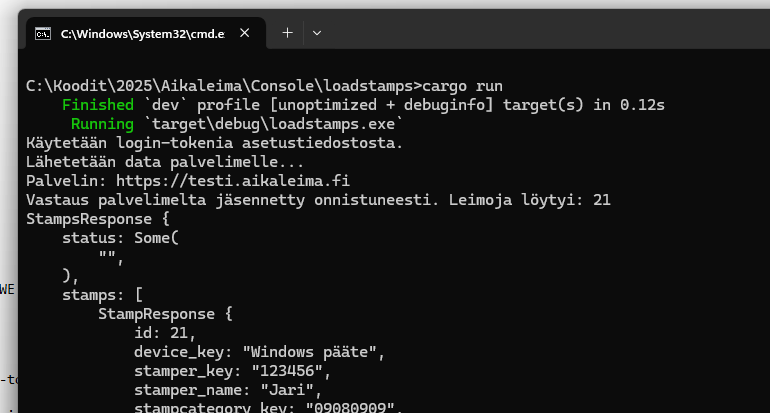 C:\Windows\System32\cmd.e
C:\Koodit\2025\Aikaleima\Console\loadstamps>cargo run
Finished `dev` profile [unoptimized + debuginfo] target(s) in 0.12s
Running `target\debug\loadstamps.exe`
Käytetään login-tokenia asetustiedostosta.
Lähetetään data palvelimelle...
Palvelin: https://testi.aikaleima.fi
Vastaus palvelimelta jäsennetty onnistuneesti. Leimoja löytyi: 21
StampsResponse {
status: Some(
"",
),
WE
stamps: [
StampResponse {
id: 21,
device_key: "Windows pääte",
stamper_key: "123456",
-to
stamper_name: "Jari",
stampcategory_key: "09080909",